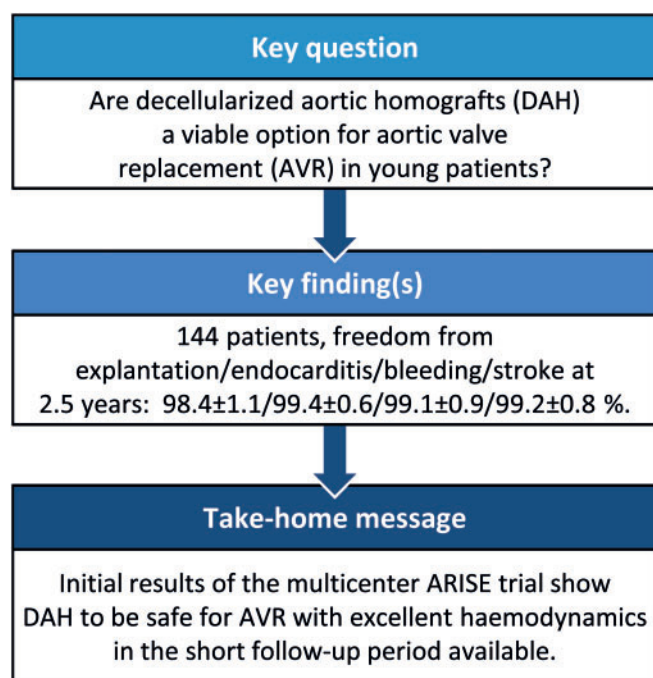 Key question
Are decellularized aortic homografts (DAH)
a viable option for aortic valve
replacement (AVR) in young patients?
Key finding(s)
144 patients, freedom from
explantation/endocarditis/bleeding/stroke at
2.5 years: 98.4±1.1/99.4±0.6/99.1±0.9/99.2±0.8 %.
Take-home message
Initial results of the multicenter ARISE trial show
DAH to be safe for AVR with excellent haemodynamics
in the short follow-up period available.